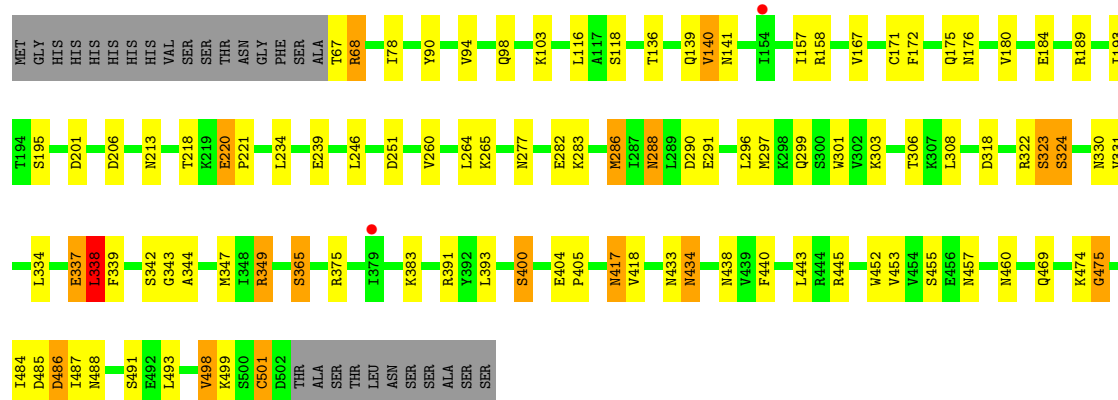 MET GLY HIS HIS HIS HIS HIS HIS VAL SER SER THR ASN GLY PHE SER ALA T67 R68 I78 Y90 V94 Q98 K103 L116 A117 S118 T136 Q139 V140 N141 I154 I157 R158 V167 C171 F172 Q175 N176 V180 E184 R189 I193
T194 S195 D201 D206 N213 T218 K219 E220 P221 L234 E239 L246 D251 V260 L264 K265 N277 E282 K283 M286 I287 N288 L289 D290 E291 L296 M297 K298 Q299 S300 W301 V302 K303 T306 K307 L308 D318 R322 S323 S324 N330 V331
L334 E337 L338 F339 S342 G343 A344 M347 I348 R349 S365 R375 I379 K383 R391 Y392 L393 S400 E404 P405 N417 V418 N433 N434 N438 V439 F440 L443 R444 R445 W452 V453 V454 S455 E456 N457 N460 Q469 K474 G475
I484 D485 D486 I487 N488 S491 E492 L493 V498 K499 S500 C501 D502 THR ALA SER THR LEU ASN SER SER ALA SER SER